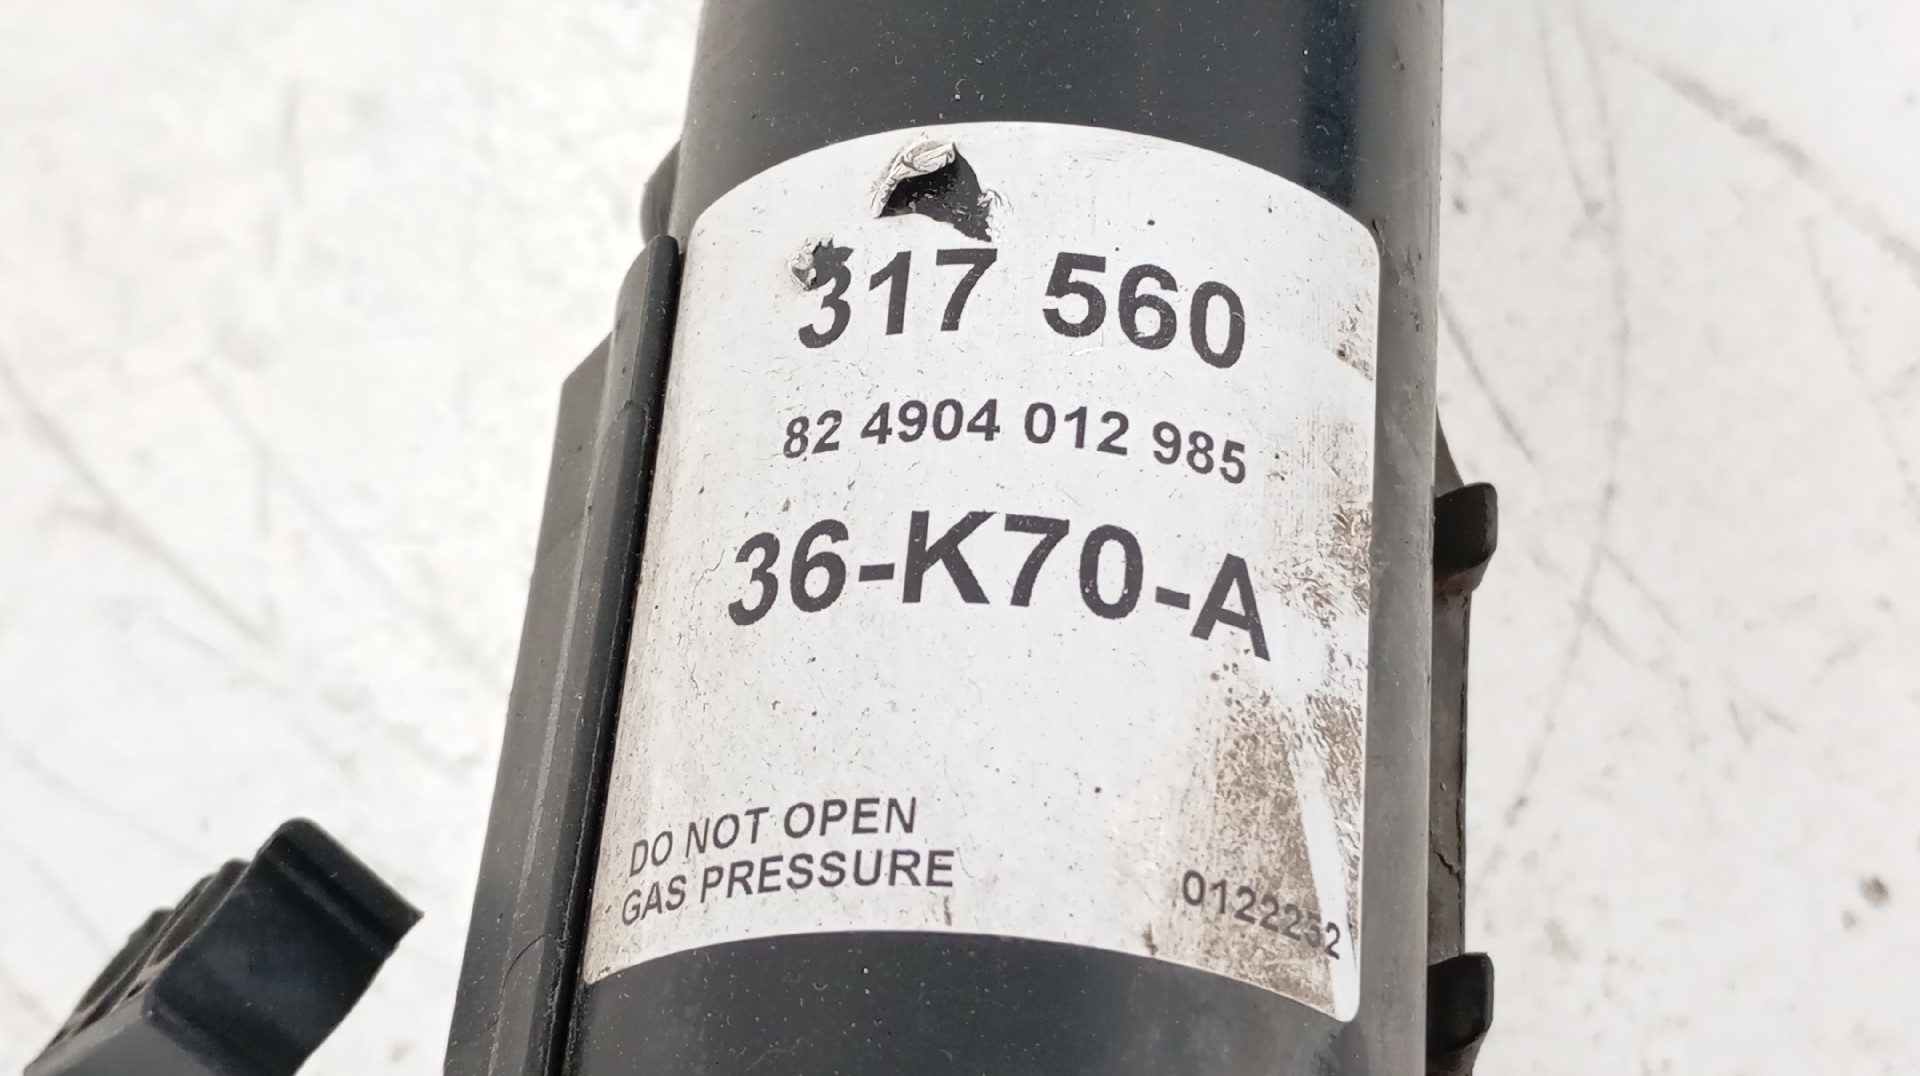 317 560
82 4904 012 985
36-K70-A
DO NOT OPEN
GAS PRESSURE
0122252